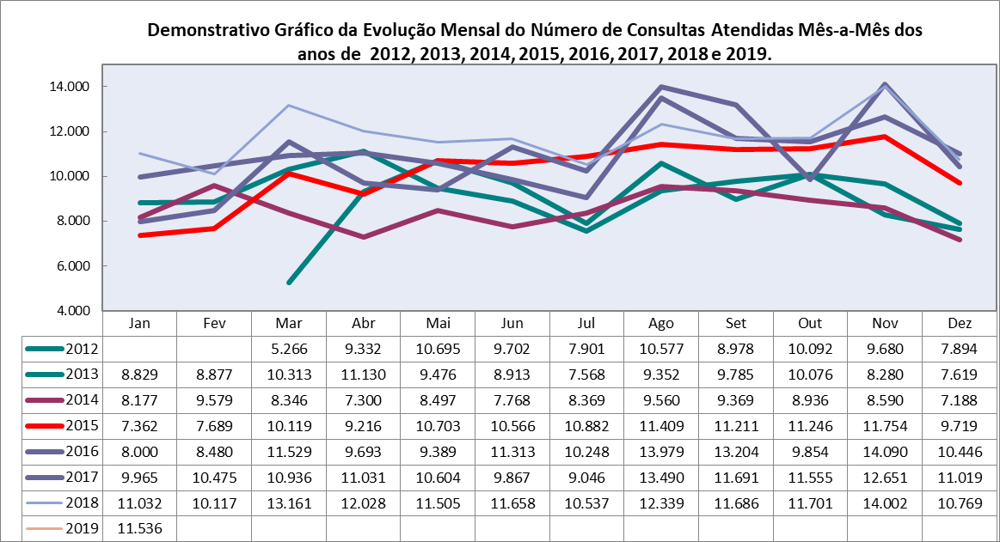 Demonstrativo Gráfico da Evolução Mensal do Número de Consultas Atendidas Mês-a-Mês dos
anos de 2012, 2013, 2014, 2015, 2016, 2017, 2018 e 2019.
14.000
12.000
10.000
8.000
6.000
4.000
Jan Fev Mar Abr Mai Jun Jul Ago Set Out Nov Dez
2012 5.266 9.332 10.695 9.702 7.901 10.577 8.978 10.092 9.680 7.894
2013 8.829 8.877 10.313 11.130 9.476 8.913 7.568 9.352 9.785 10.076 8.280 7.619
2014 8.177 9.579 8.346 7.300 8.497 7.768 8.369 9.560 9.369 8.936 8.590 7.188
2015 7.362 7.689 10.119 9.216 10.703 10.566 10.882 11.409 11.211 11.246 11.754 9.719
2016 8.000 8.480 11.529 9.693 9.389 11.313 10.248 13.979 13.204 9.854 14.090 10.446
2017 9.965 10.475 10.936 11.031 10.604 9.867 9.046 13.490 11.691 11.555 12.651 11.019
2018 11.032 10.117 13.161 12.028 11.505 11.658 10.537 12.339 11.686 11.701 14.002 10.769
2019 11.536